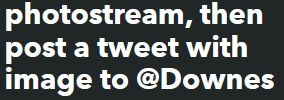 photostream, then
post a tweet with
image to @Downes